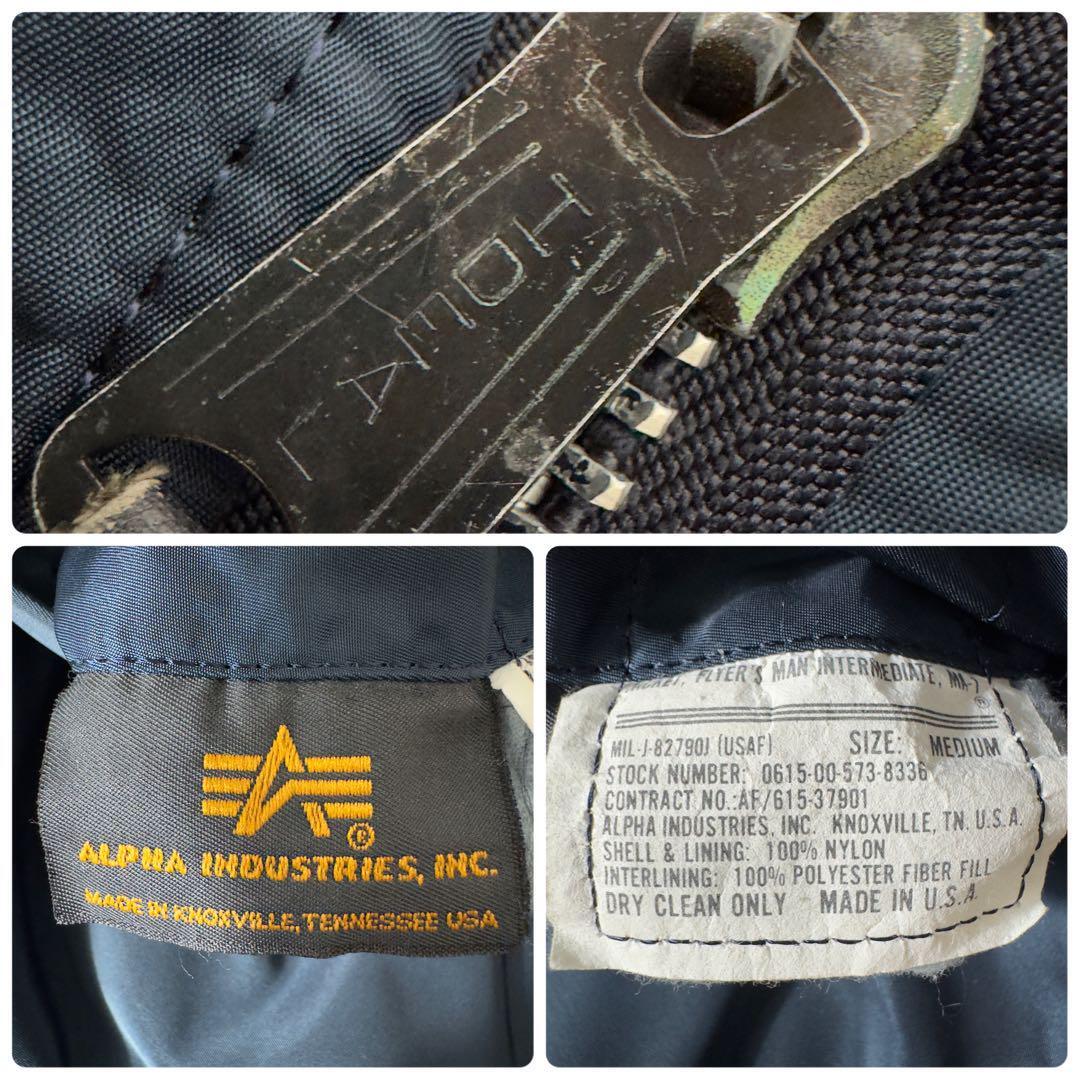 IDEAL
ALPHA INDUSTRIES, INC.
MADE IN KNOXVILLE, TENNESSEE USA
JACKET, FLYER'S MAN INTERMEDIATE, MA-1
MIL-J-82790J (USAF) SIZE: MEDIUM
STOCK NUMBER: 0615-00-573-8336
CONTRACT NO.: AF/615-37901
ALPHA INDUSTRIES, INC. KNOXVILLE, TN. U.S.A.
SHELL & LINING: 100% NYLON
INTERLINING: 100% POLYESTER FIBER FILL
DRY CLEAN ONLY MADE IN U.S.A.